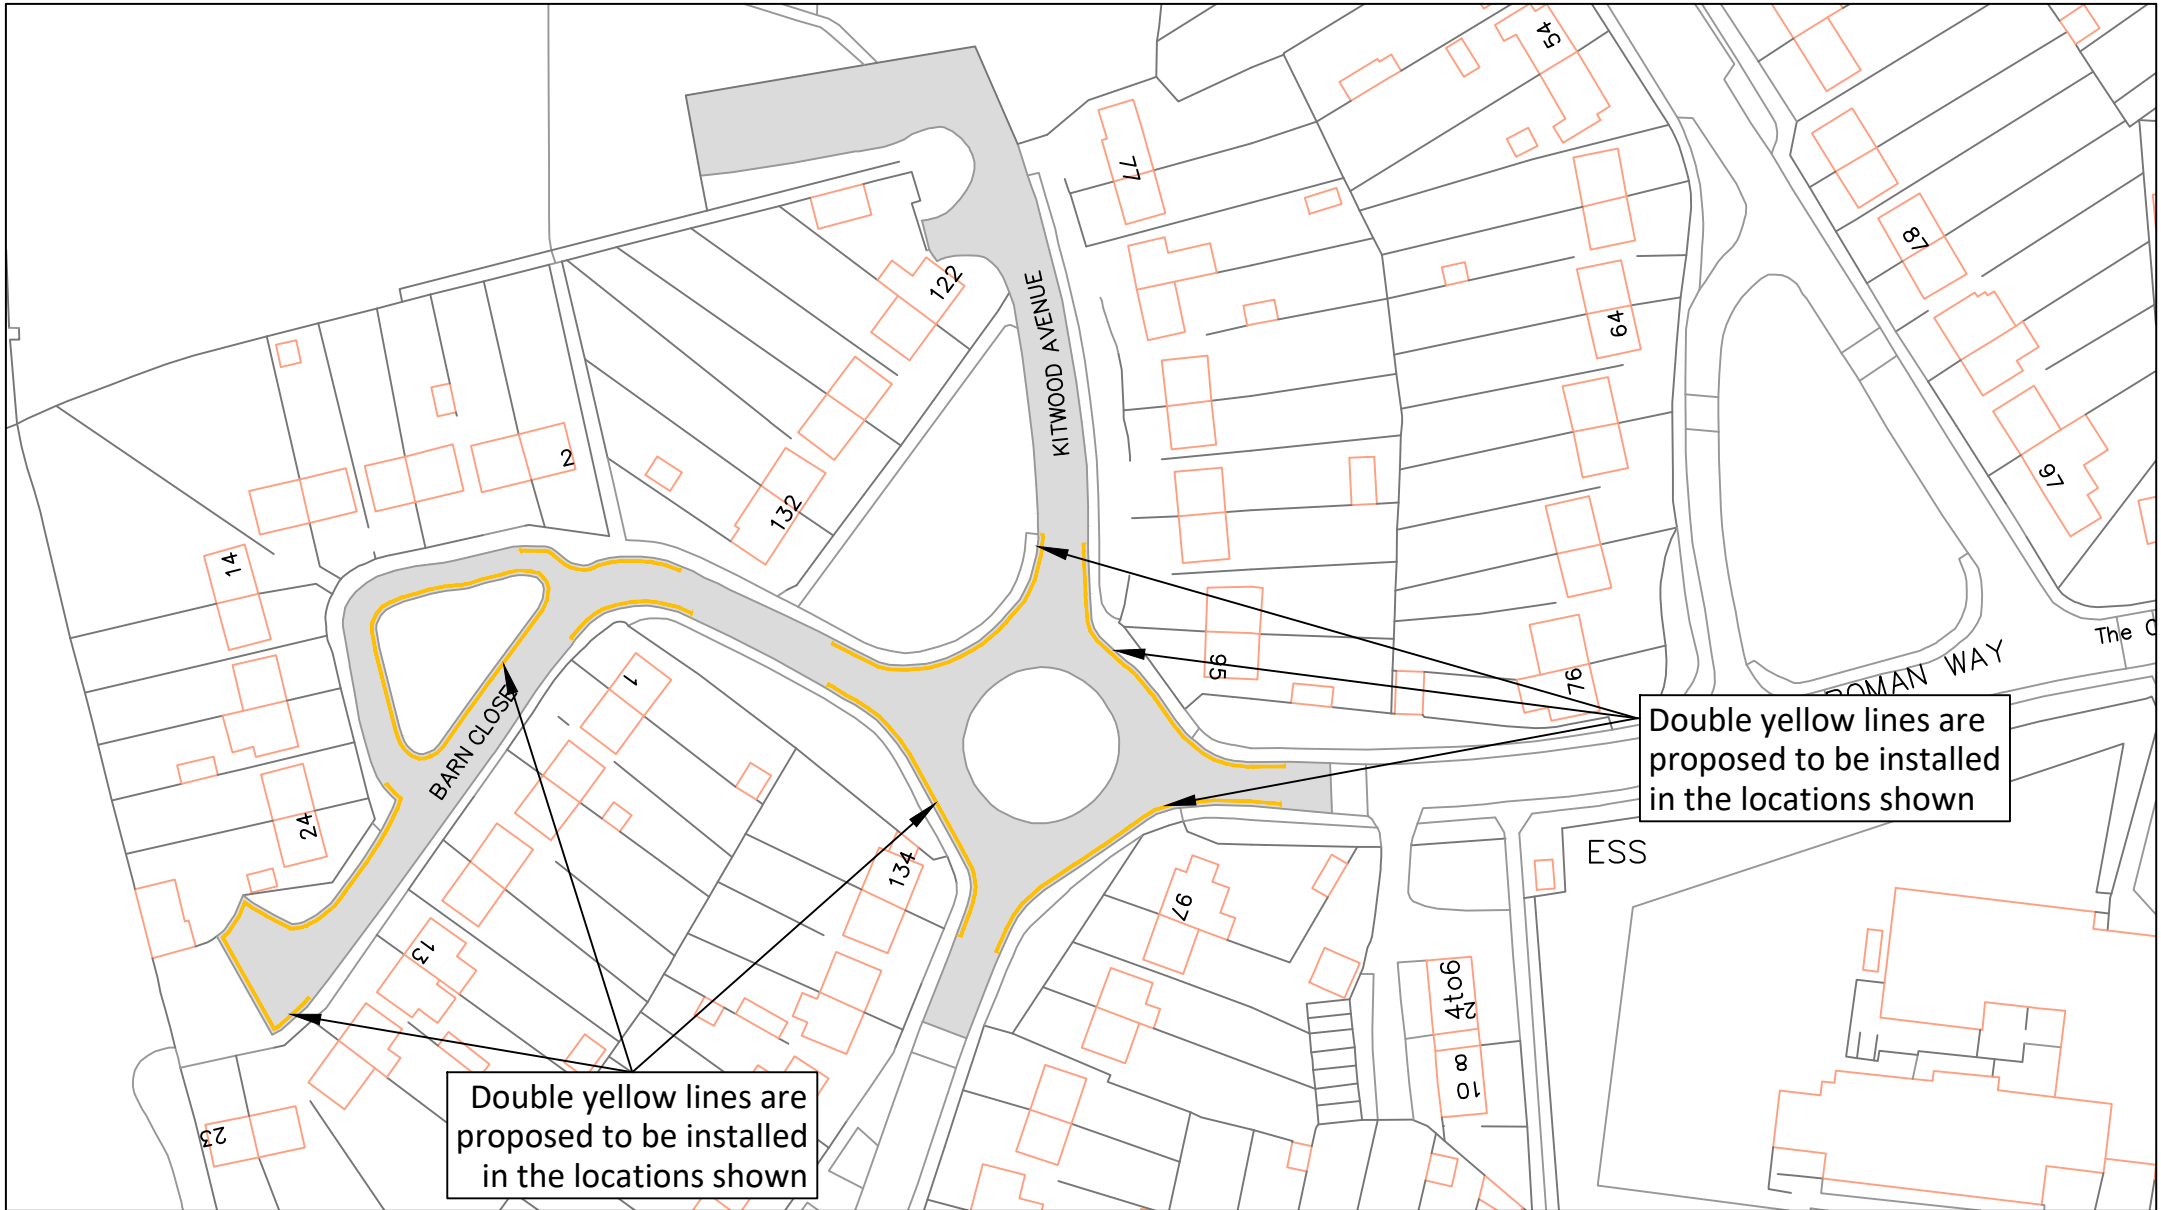 54
77
87
122
KITWOOD AVENUE
64
2
132
97
14
The
95
ROMAN WAY
1
76
BARN CLOSE
Double yellow lines are
proposed to be installed
in the locations shown
24
ESS
134
97
13
4to6
2
8
10
23
Double yellow lines are
proposed to be installed
in the locations shown